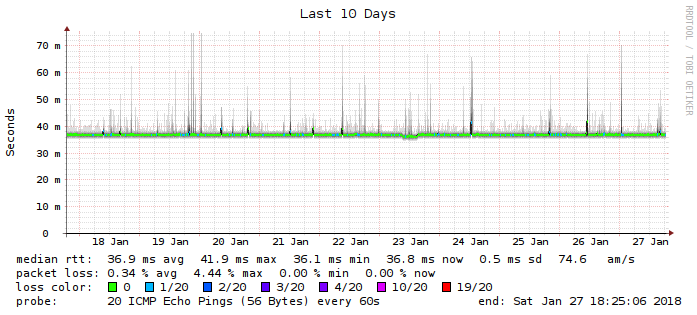 Last 10 Days
RRDTOOL / TOBI OETIKER
Seconds
70 m
60 m
50 m
40 m
30 m
20 m
10 m
0
18 Jan 19 Jan 20 Jan 21 Jan 22 Jan 23 Jan 24 Jan 25 Jan 26 Jan 27 Jan
median rtt: 36.9 ms avg 41.9 ms max 36.1 ms min 36.8 ms now 0.5 ms sd 74.6 am/s
packet loss: 0.34 % avg 4.44 % max 0.00 % min 0.00 % now
loss color: 0 1/20 2/20 3/20 4/20 10/20 19/20
probe: 20 ICMP Echo Pings (56 Bytes) every 60s end: Sat Jan 27 18:25:06 2018